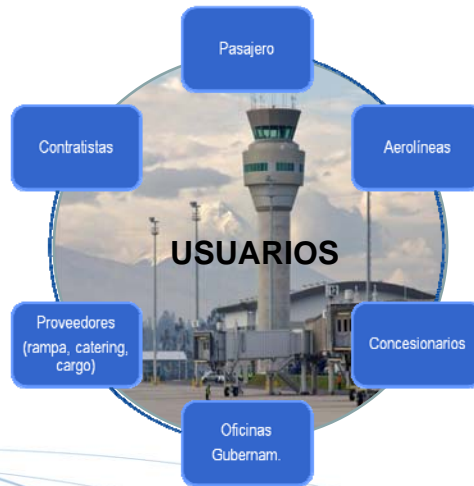 Pasajero
Contratistas
Aerolíneas
USUARIOS
Proveedores
(rampa, catering,
cargo)
Concesionarios
Oficinas
Gubernam.